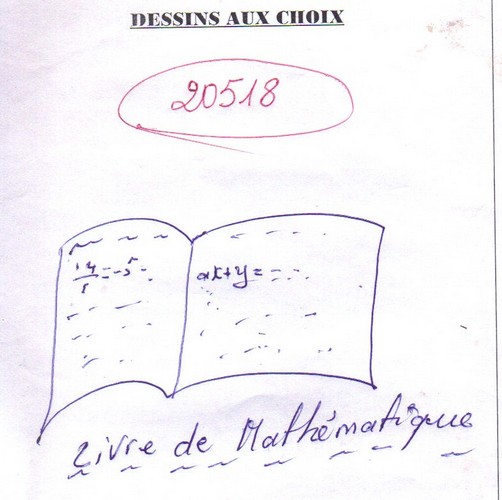 DESSINS AUX CHOIX
20518
ax+y =
Livre de Mathématique